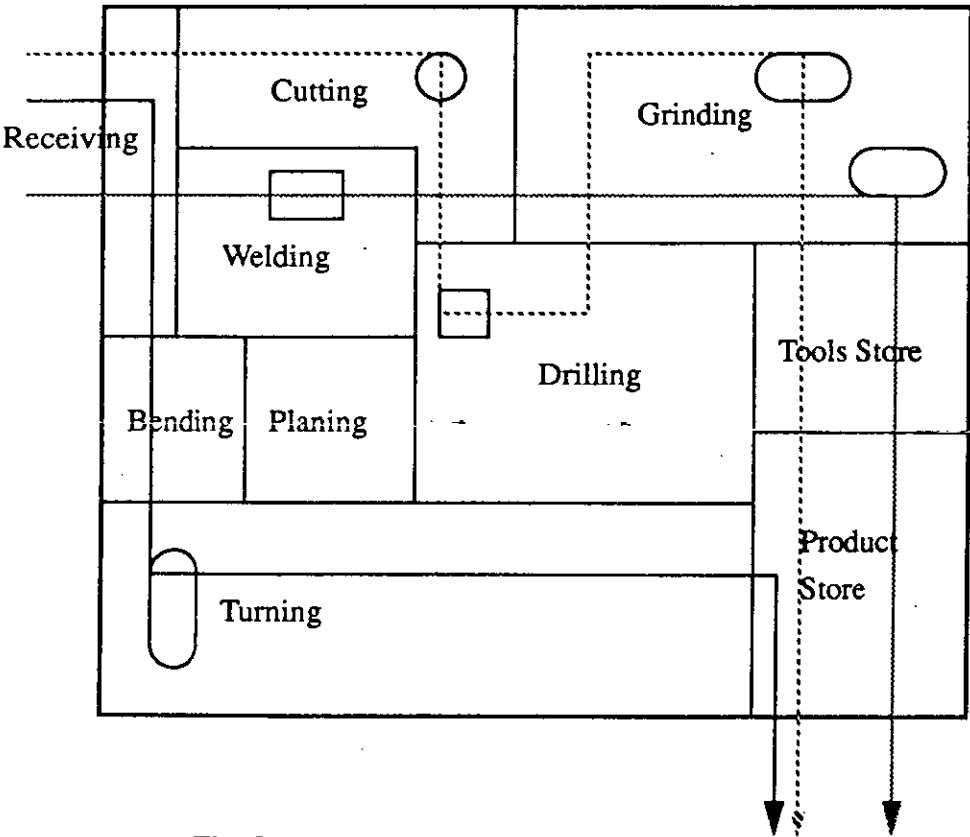 Cutting
Grinding
Receiving
Welding
Tools Store
Drilling
Bending
Planing
Product
Store
Turning